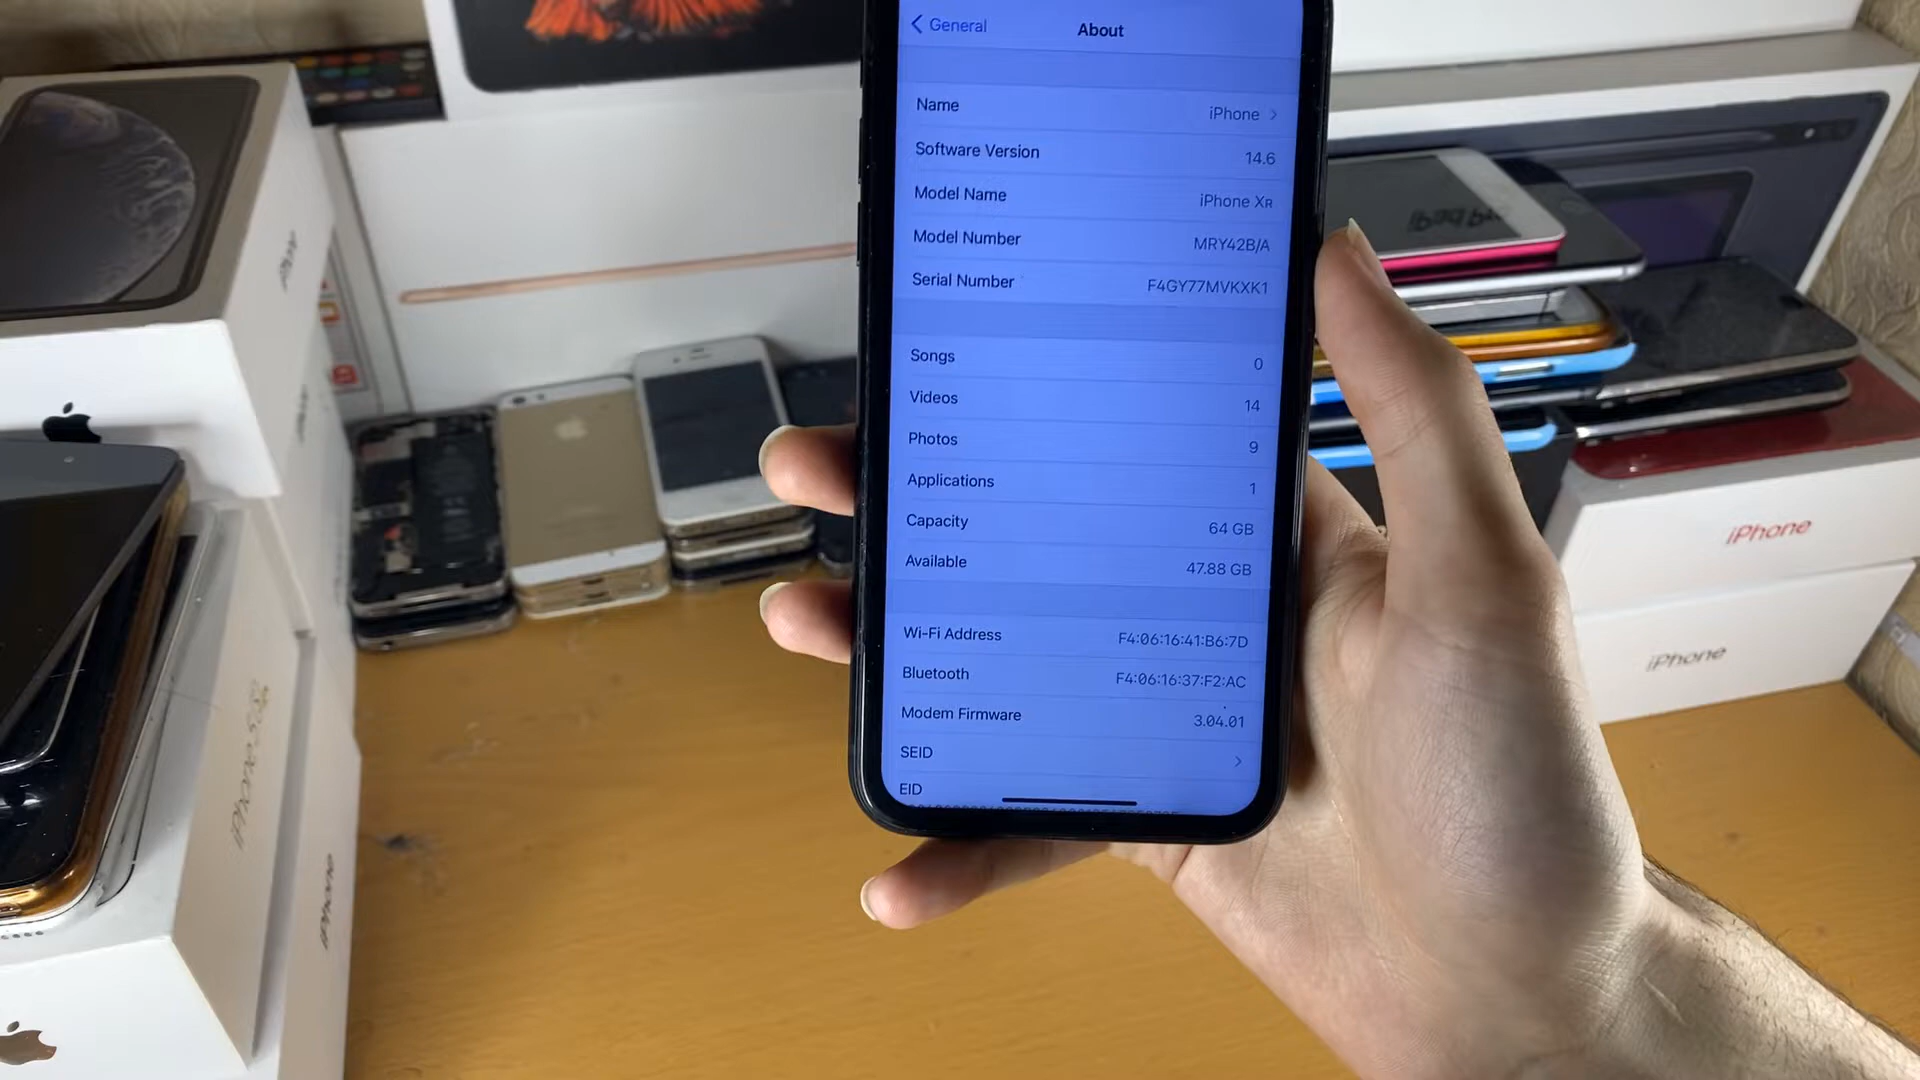 General
About
Name iPhone
Software Version 14.6
Model Name iPhone XR
Model Number MRY42B/A
Serial Number F4GY77MVKXK1
Songs 0
Videos 14
Photos 9
Applications 1
Capacity 64 GB
Available 47.88 GB
Wi-Fi Address F4:06:16:41:B6:7D
Bluetooth F4:06:16:37:F2:AC
Modem Firmware 3.04.01
SEID
EID
iPhone
iPhone
iPhone
iPhone